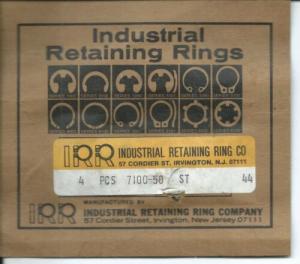 Industrial
Retaining Rings
IRR INDUSTRIAL RETAINING RING CO
57 CORDIER ST, IRVINGTON, N.J. 07111
4 PCS 7100-50 ST 44
MANUFACTURED BY
IRR INDUSTRIAL RETAINING RING COMPANY
57 Cordier Street, Irvington, New Jersey 07111